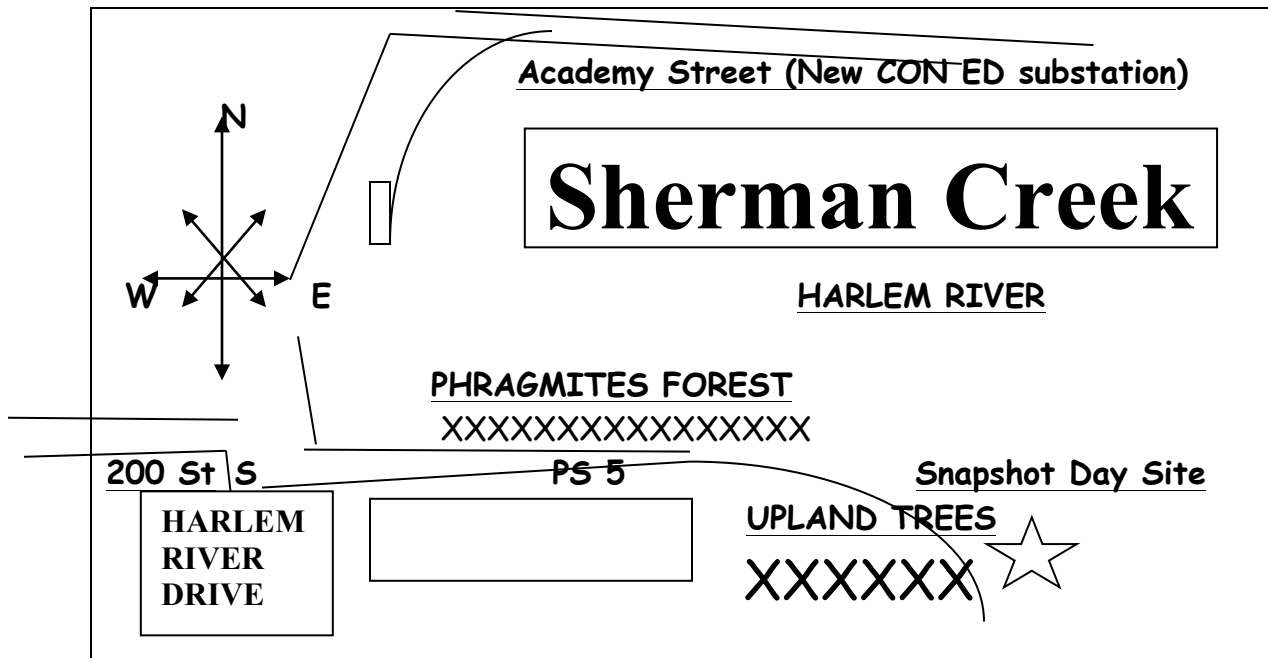 Academy Street (New CON ED substation)
N
Sherman Creek
W
E
HARLEM RIVER
PHRAGMITES FOREST
XXXXXXXXXXXXXXXX
200 St S
PS 5
Snapshot Day Site
UPLAND TREES
HARLEM
RIVER
DRIVE
XXXXXX